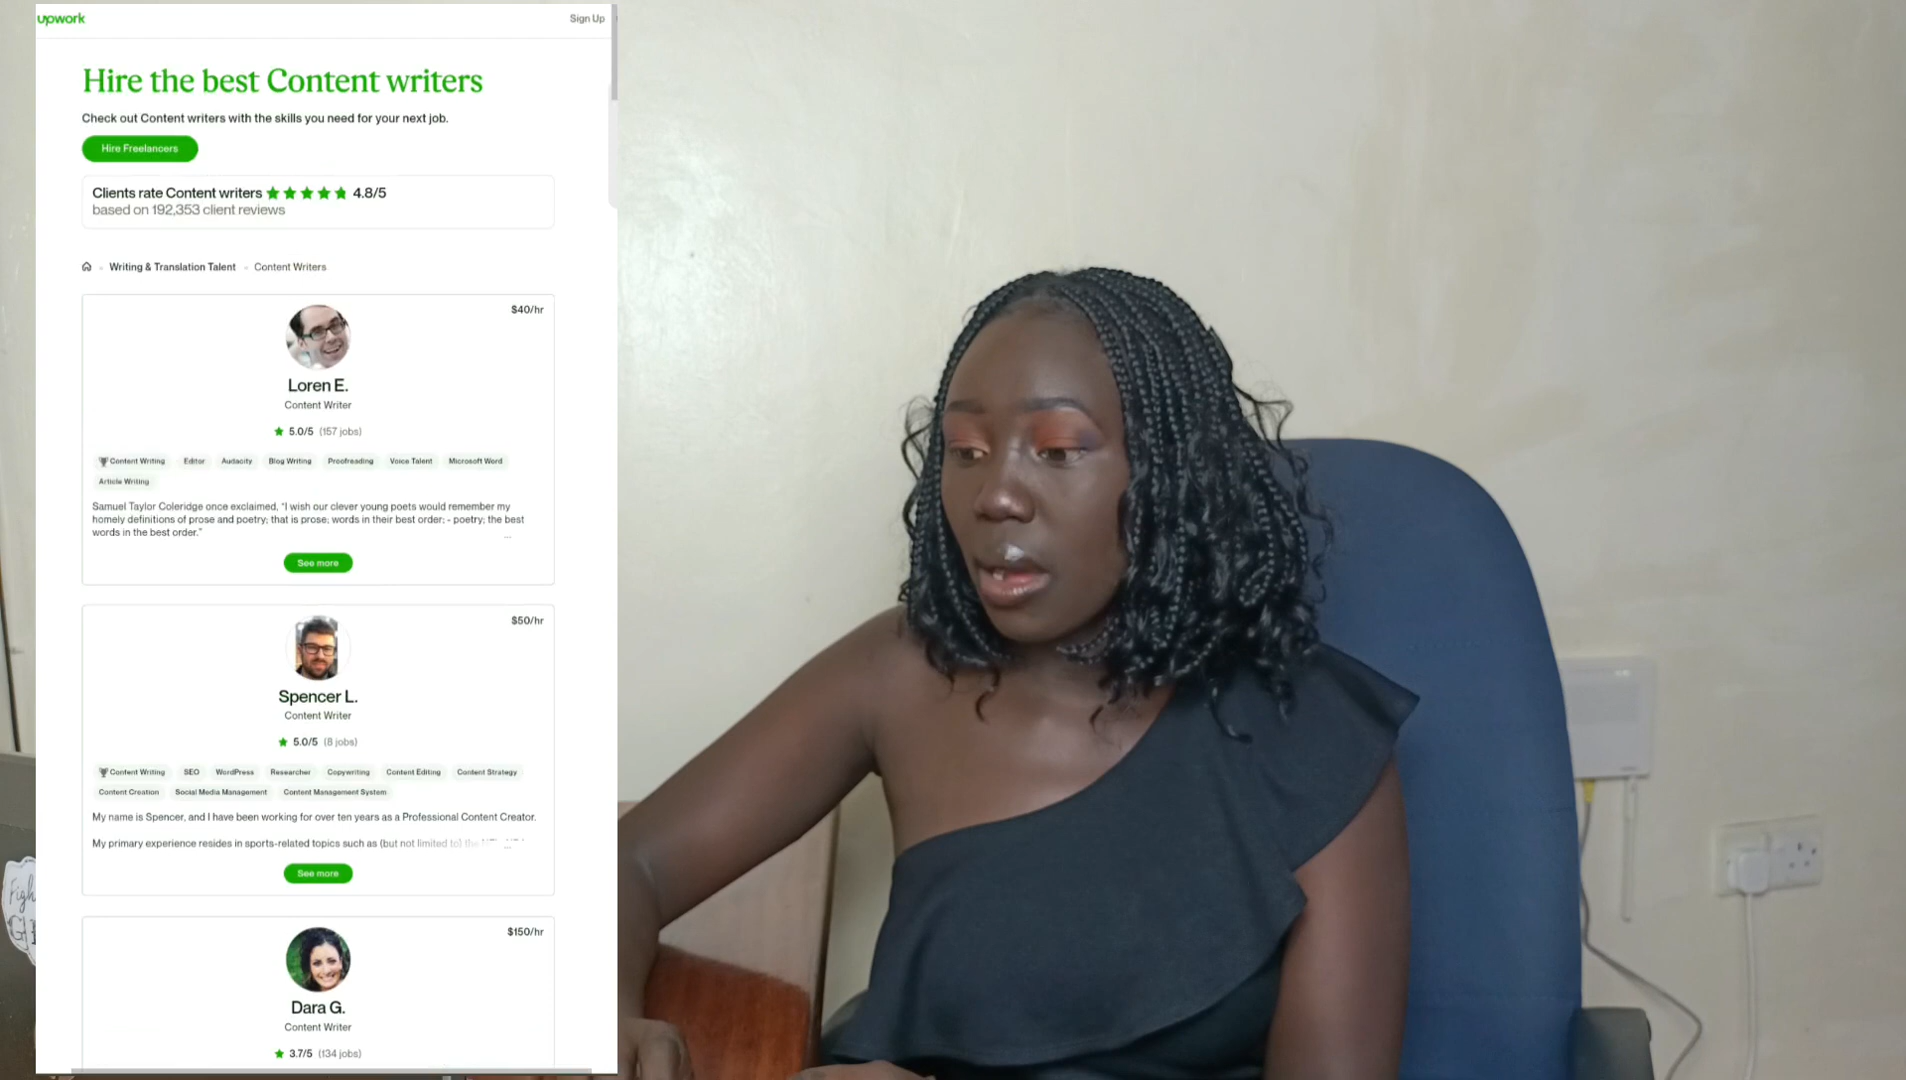 upwork
Sign Up
Hire the best Content writers
Check out Content writers with the skills you need for your next job.
Hire Freelancers
Clients rate Content writers 4.8/5
based on 192,353 client reviews
Writing & Translation Talent Content Writers
$40/hr
Loren E.
Content Writer
5.0/5 (157 jobs)
Content Writing Editor Audacity Blog Writing Proofreading Voice Talent Microsoft Word
Article Writing
Samuel Taylor Coleridge once exclaimed, "I wish our clever young poets would remember my
homely definitions of prose and poetry; that is prose; words in their best order; - poetry; the best
words in the best order."
...
See more
$50/hr
Spencer L.
Content Writer
5.0/5 (8 jobs)
Content Writing SEO WordPress Researcher Copywriting Content Editing Content Strategy
Content Creation Social Media Management Content Management System
My name is Spencer, and I have been working for over ten years as a Professional Content Creator.
My primary experience resides in sports-related topics such as (but not limited to) the
...
See more
$150/hr
Dara G.
Content Writer
3.7/5 (134 jobs)